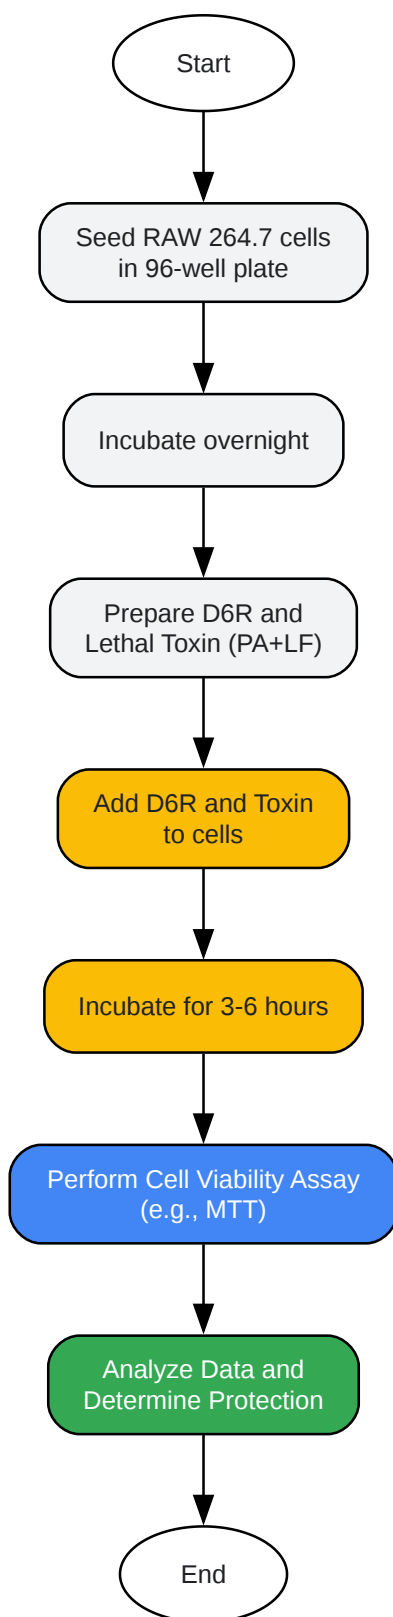 Start
Seed RAW 264.7 cells
in 96-well plate
Incubate overnight
Prepare D6R and
Lethal Toxin (PA+LF)
Add D6R and Toxin
to cells
Incubate for 3-6 hours
Perform Cell Viability Assay
(e.g., MTT)
Analyze Data and
Determine Protection
End